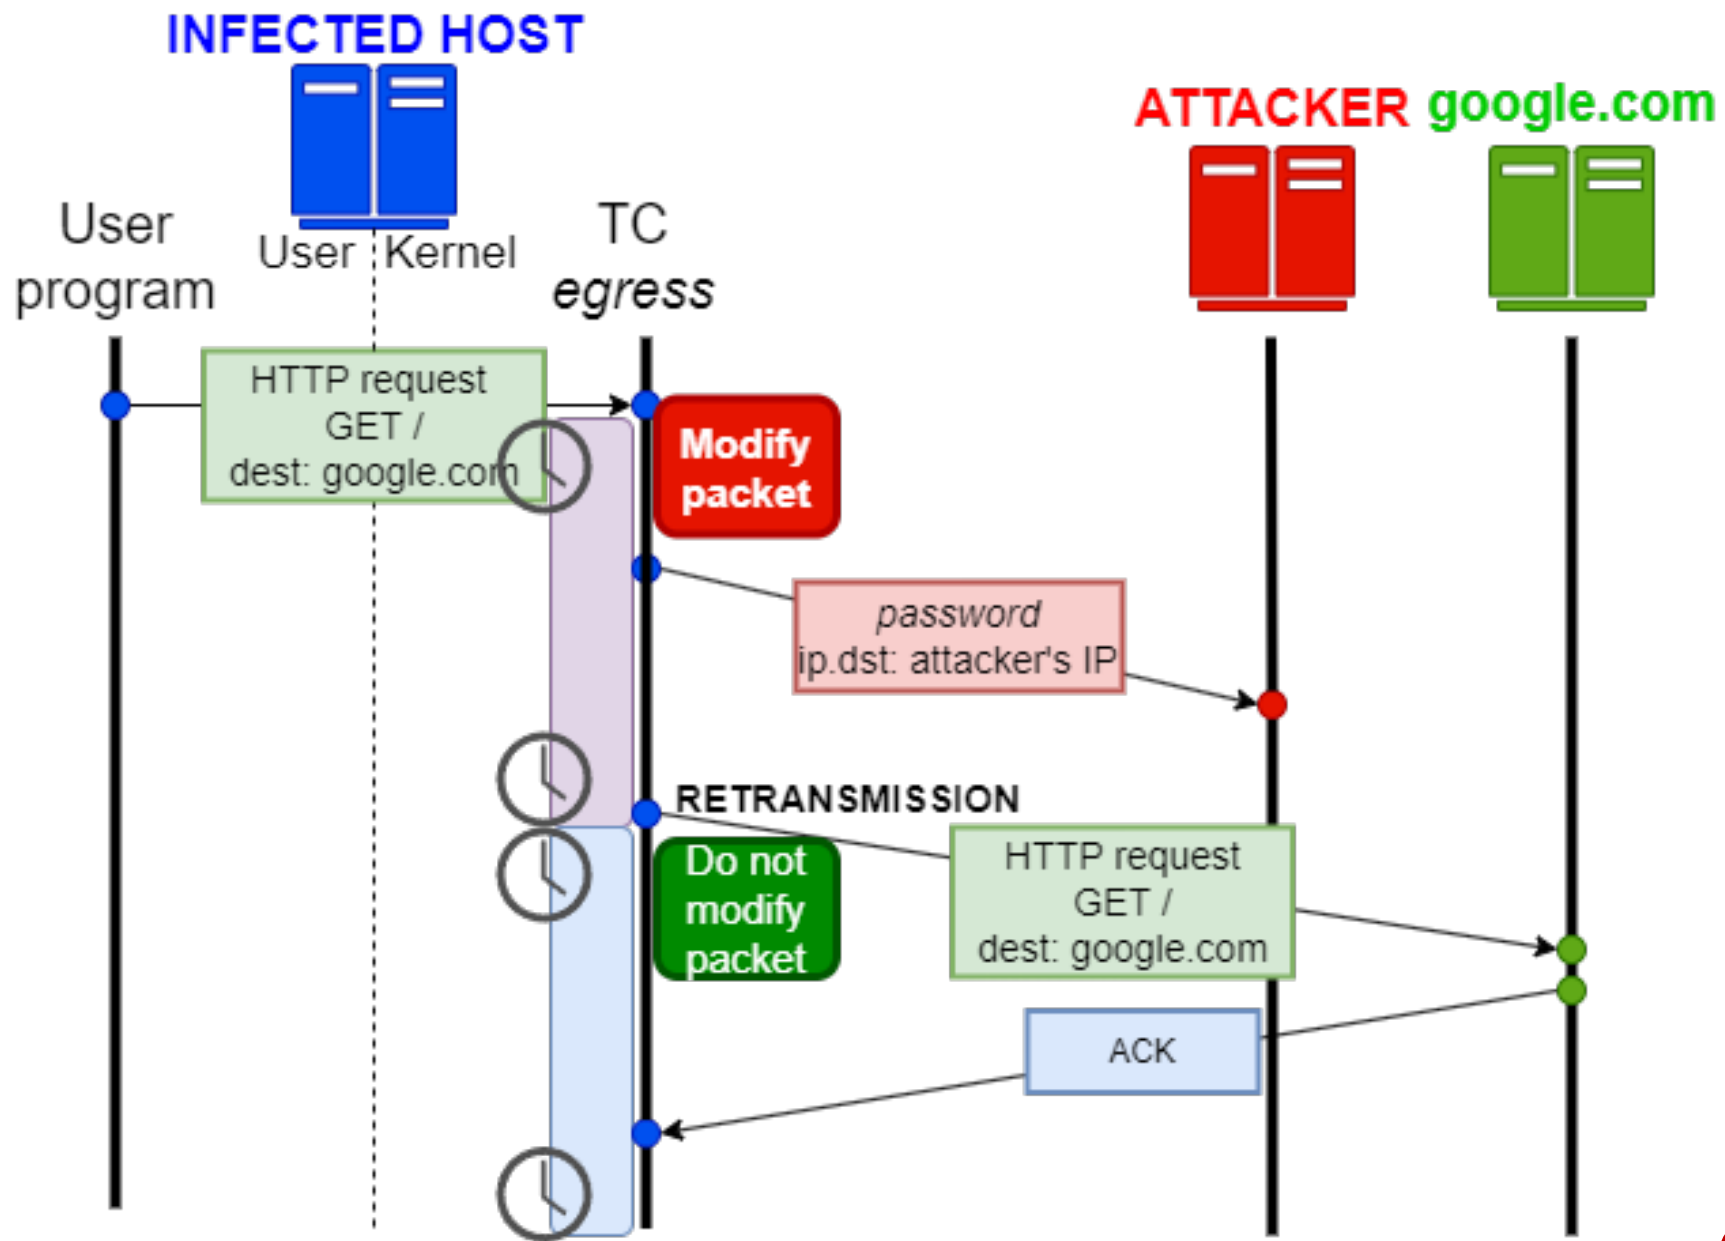 INFECTED HOST
ATTACKER
google.com
User
program
User
Kernel
TC
egress
HTTP request
GET /
dest: google.com
Modify
packet
password
ip.dst: attacker's IP
RETRANSMISSION
Do not
modify
packet
HTTP request
GET /
dest: google.com
ACK